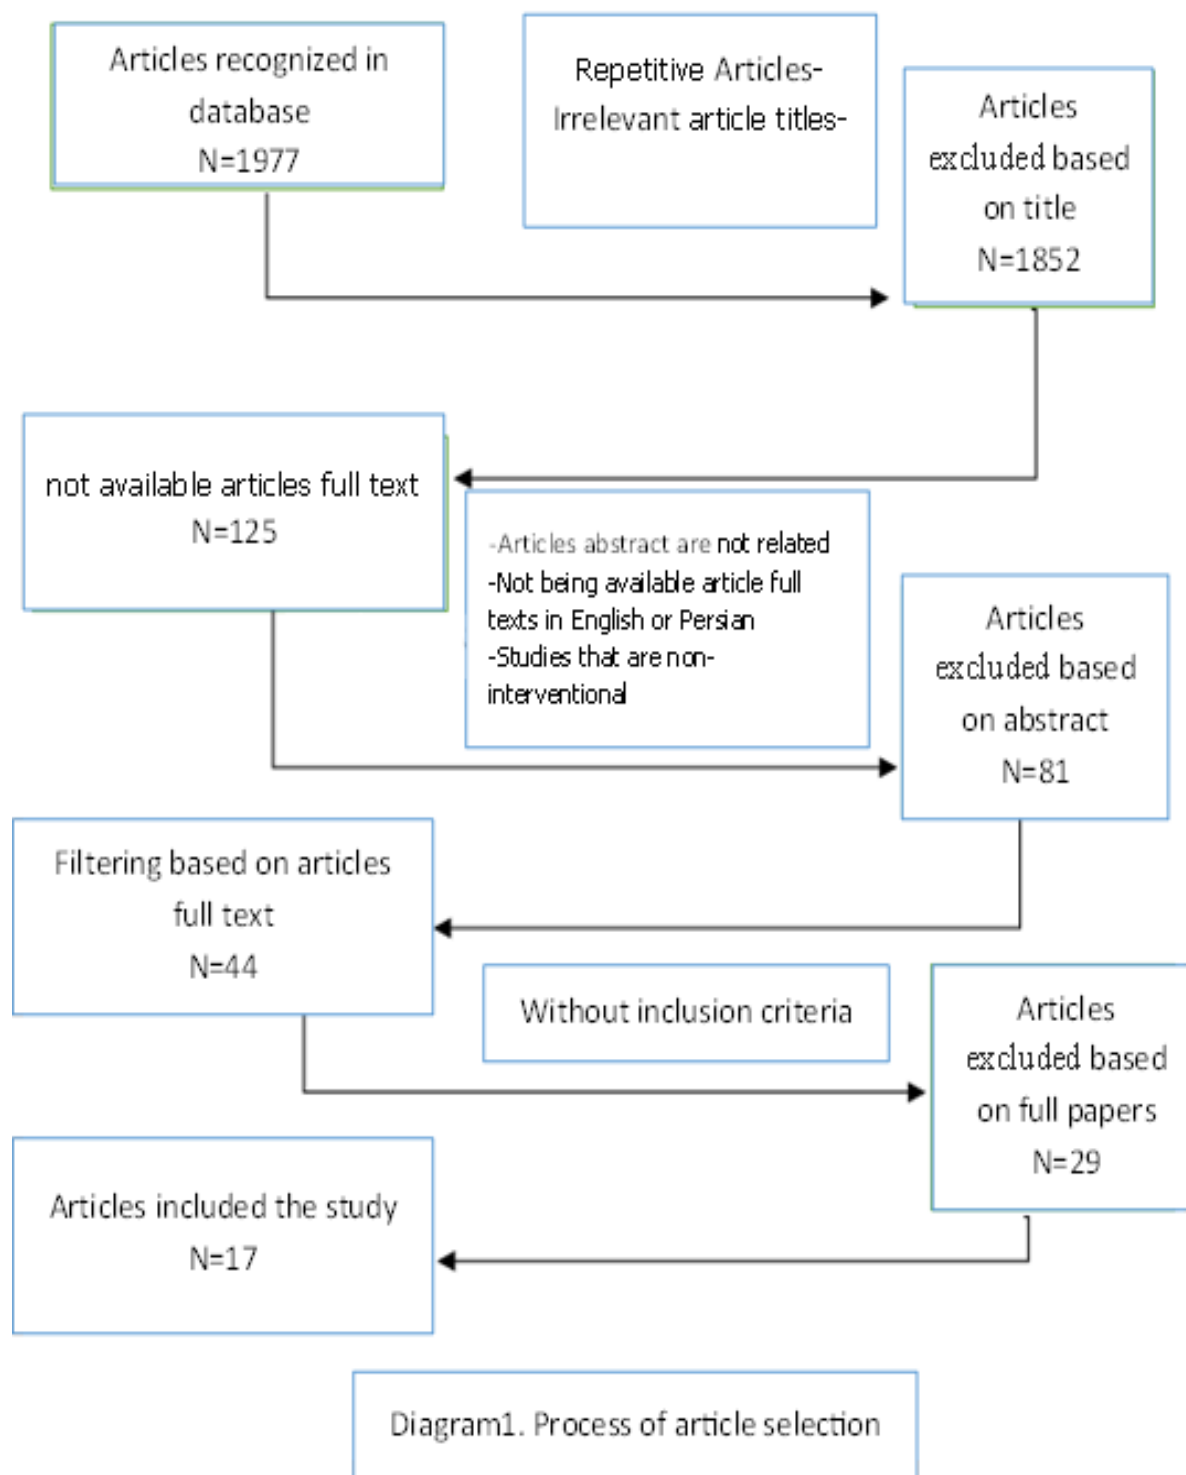 Articles recognized in
database
N=1977
Repetitive Articles-
Irrelevant article titles-
Articles
excluded based
on title
N=1852
not available articles full text
N=125
-Articles abstract are not related
-Not being available article full
texts in English or Persian
-Studies that are non-
interventional
Articles
excluded based
on abstract
N=81
Filtering based on articles
full text
N=44
Without inclusion criteria
Articles
excluded based
on full papers
N=29
Articles included the study
N=17
Diagram1. Process of article selection